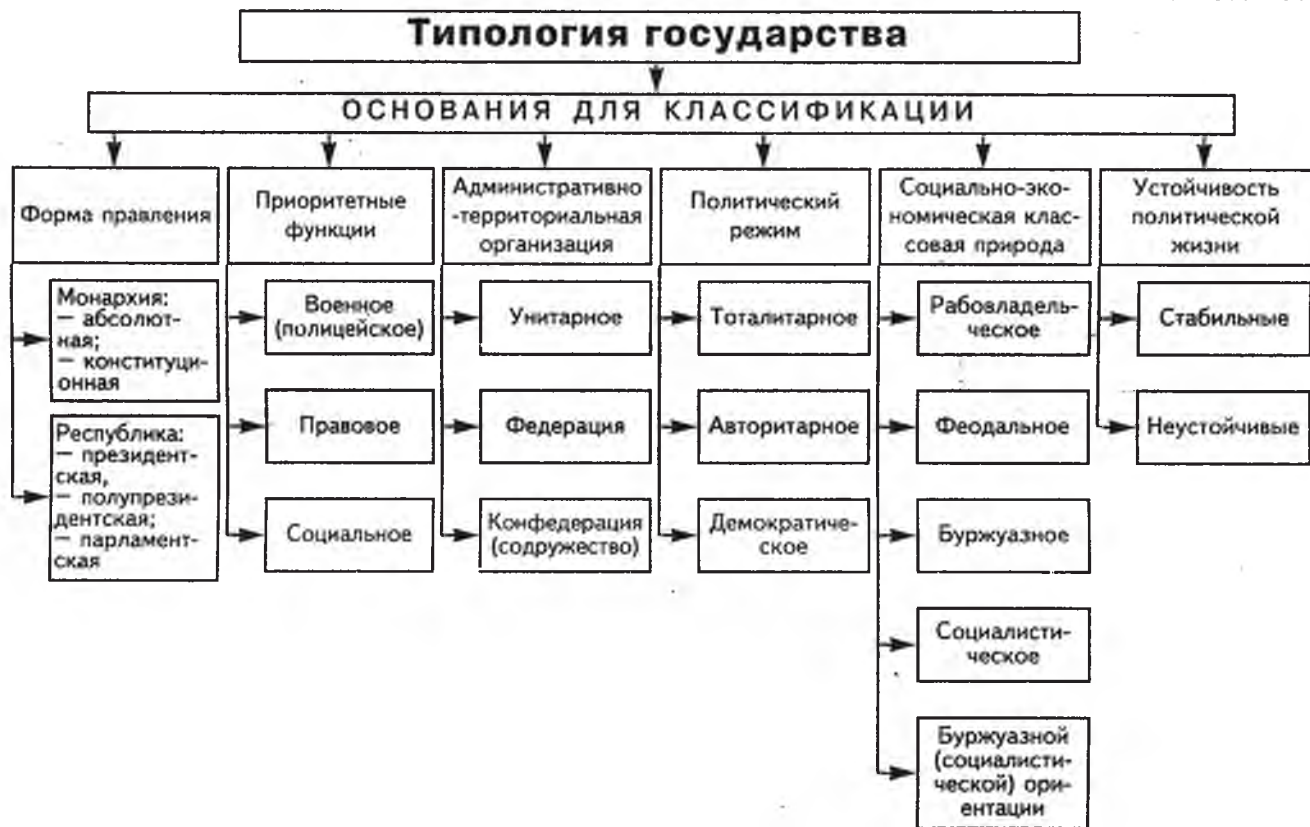 Типология государства
ОСНОВАНИЯ ДЛЯ КЛАССИФИКАЦИИ
Форма правления
Приоритетные
функции
Административно
-территориальная
организация
Политический
режим
Социально-эко-
номическая клас-
совая природа
Устойчивость
политической
жизни
Монархия:
— абсолют-
ная;
— конституци-
онная
Республика:
— президент-
ская,
— полупрези-
дентская;
— парламент-
ская
Военное
(полицейское)
Правовое
Социальное
Унитарное
Федерация
Конфедерация
(содружество)
Тоталитарное
Авторитарное
Демократиче-
ское
Рабовладель-
ческое
Феодальное
Буржуазное
Социалисти-
ческое
Буржуазной
(социалисти-
ческой) ори-
ентации
Стабильные
Неустойчивые